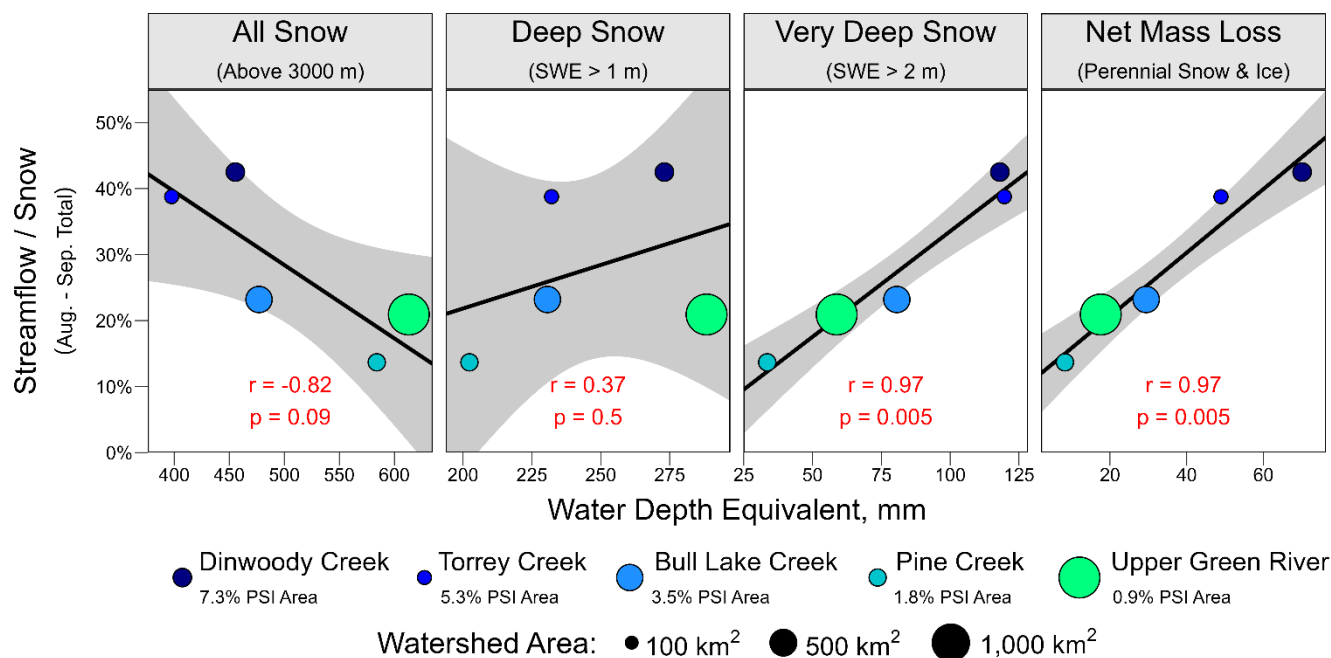 All Snow
(Above 3000 m)
Deep Snow
(SWE > 1 m)
Very Deep Snow
(SWE > 2 m)
Net Mass Loss
(Perennial Snow & Ice)
Streamflow / Snow
(Aug. - Sep. Total)
50%
40%
30%
20%
10%
0%
r = -0.82
p = 0.09
r = 0.37
p = 0.5
r = 0.97
p = 0.005
r = 0.97
p = 0.005
400 450 500 550 600
200 225 250 275
25 50 75 100 125
20 40 60
Water Depth Equivalent, mm
Dinwoody Creek
7.3% PSI Area
Torrey Creek
5.3% PSI Area
Bull Lake Creek
3.5% PSI Area
Pine Creek
1.8% PSI Area
Upper Green River
0.9% PSI Area
Watershed Area: 100 km² 500 km² 1,000 km²